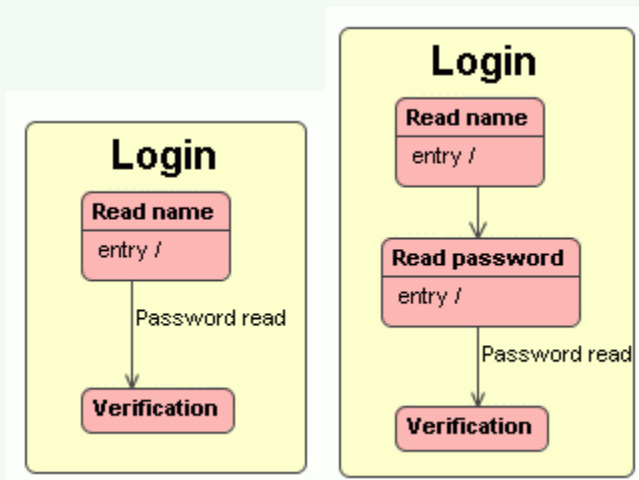 Login
Read name
entry /
Password read
Verification
Login
Read name
entry /
Read password
entry /
Password read
Verification